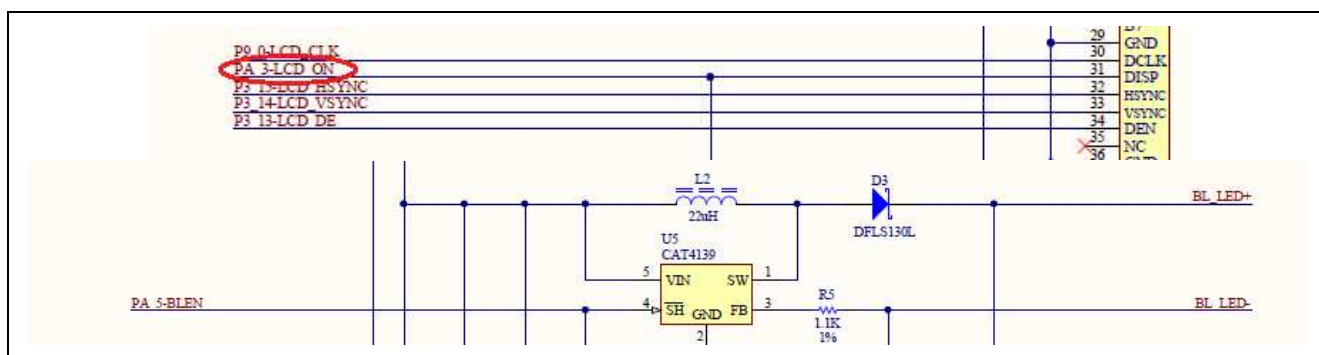 29
GND
P9_0-LCD_CLK 30 DCLK
PA_3-LCD_ON 31 DISP
P3_15-LCD_HSYNC 32 HSYNC
P3_14-LCD_VSYNC 33 VSYNC
P3_13-LCD_DE 34 DEN
35 NC
36
L2 D3 BL_LED+
22uH DFLS130L
U5
CAT4139
5 VIN SW 1
PA_5-BLEN 4 SH GND FB 3 R5 BL_LED-
2 1.1K
1%